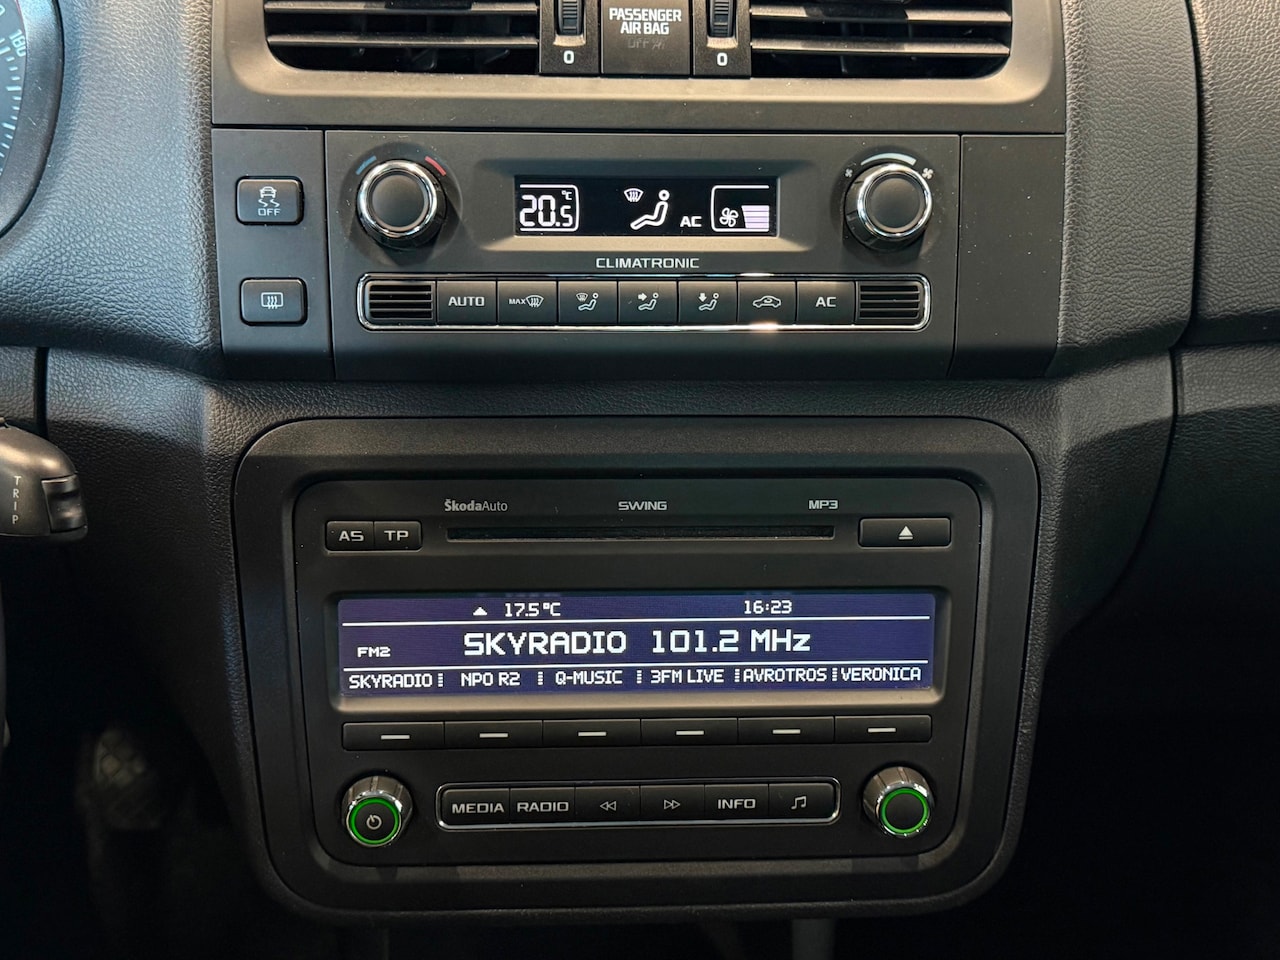 180
PASSENGER
AIR BAG
OFF
0
0
OFF
20.5 °C
AC
CLIMATRONIC
AUTO
MAX
AC
TRIP
ŠkodaAuto SWING MP3
AS TP
17.5°C 16:23
FM2 SKYRADIO 101.2 MHz
SKYRADIO NPO R2 Q-MUSIC 3FM LIVE AVROTROS VERONICA
MEDIA RADIO INFO